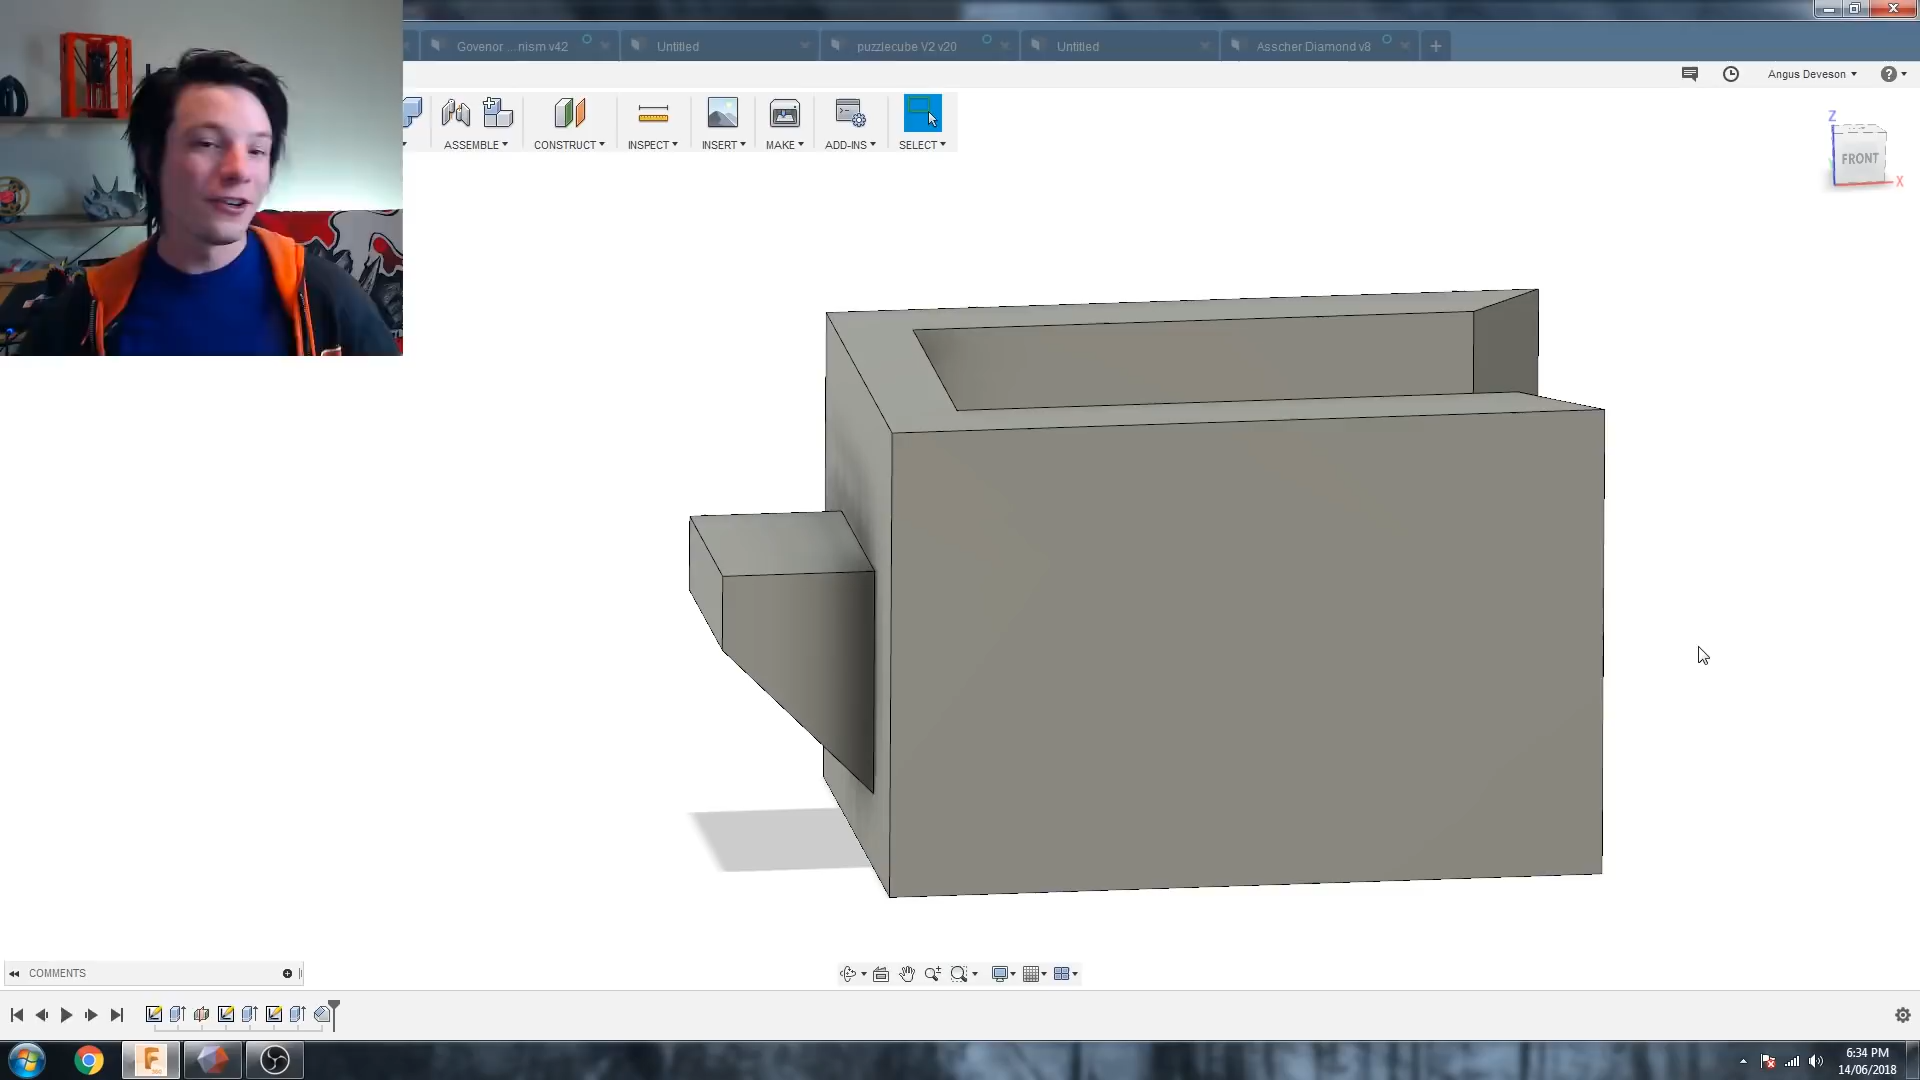 Govenor ...nism v42
Untitled
puzzlecube V2 v20
Untitled
Asscher Diamond v8
+
Angus Deveson
?
ASSEMBLE
CONSTRUCT
INSPECT
INSERT
MAKE
ADD-INS
SELECT
Z
FRONT
X
COMMENTS
F
6:34 PM
14/06/2018